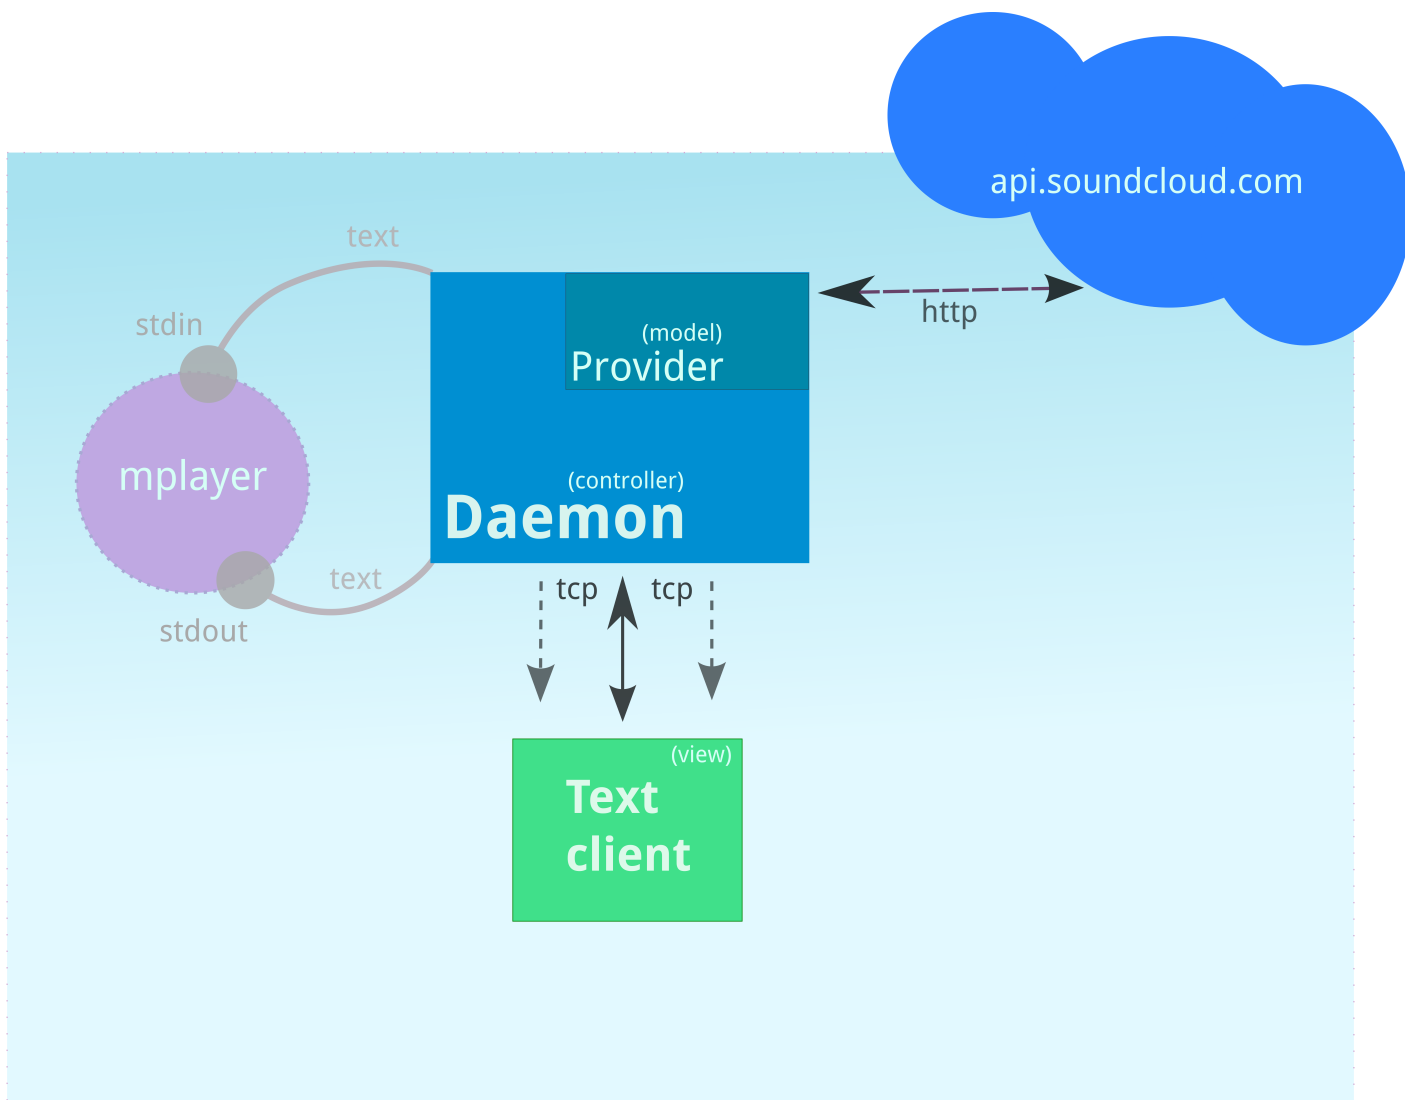 api.soundcloud.com
text
http
stdin
(model)
Provider
mplayer
(controller)
Daemon
text
tcp
tcp
stdout
(view)
Text
client